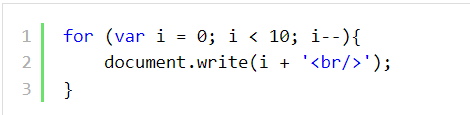 1 for (var i = 0; i < 10; i--){
2 document.write(i + '<br/>');
3 }